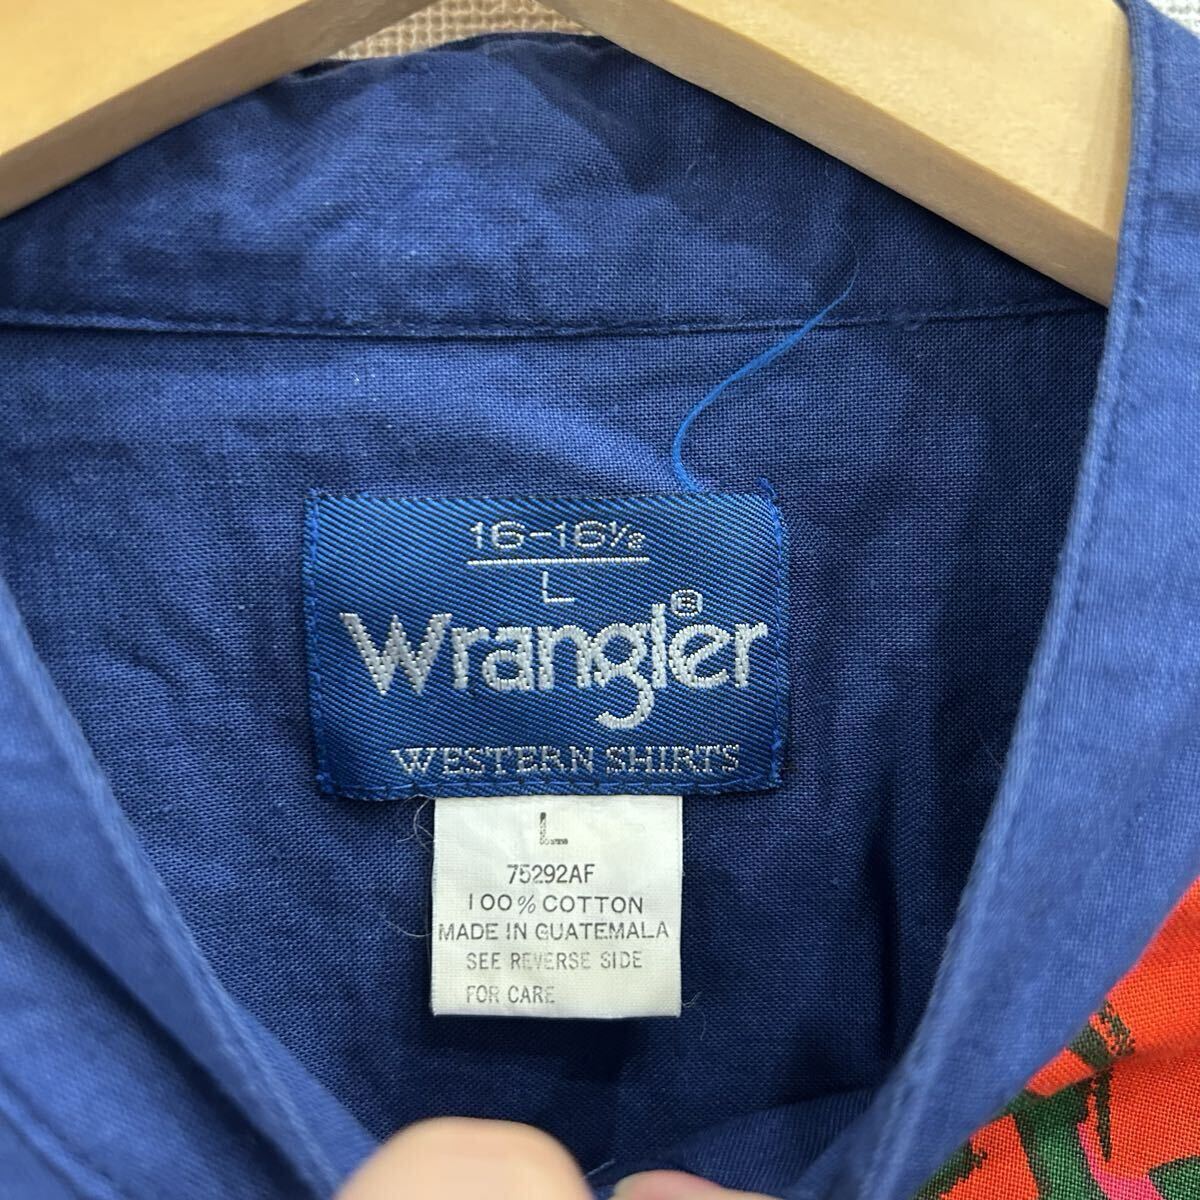 16-16½
L
Wrangler®
WESTERN SHIRTS
L
75292AF
100% COTTON
MADE IN GUATEMALA
SEE REVERSE SIDE
FOR CARE